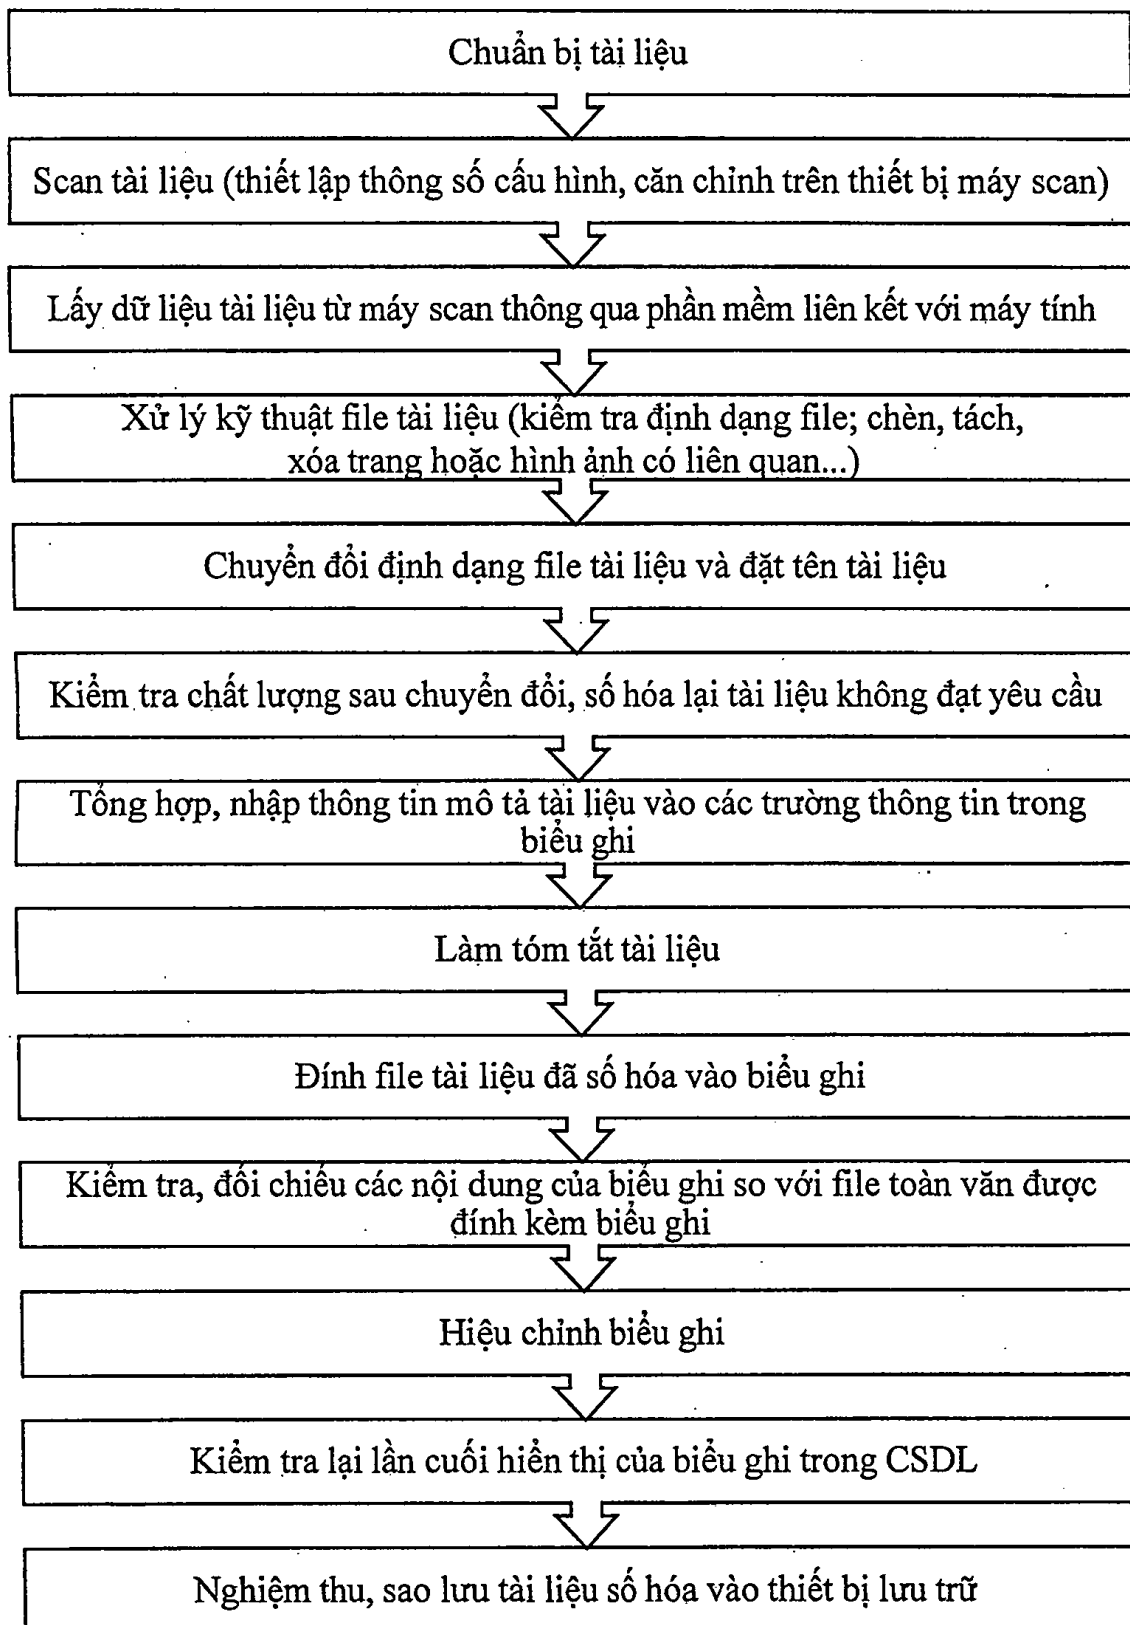 Chuẩn bị tài liệu
Scan tài liệu (thiết lập thông số cấu hình, căn chỉnh trên thiết bị máy scan)
Lấy dữ liệu tài liệu từ máy scan thông qua phần mềm liên kết với máy tính
Xử lý kỹ thuật file tài liệu (kiểm tra định dạng file; chèn, tách,
xóa trang hoặc hình ảnh có liên quan...)
Chuyển đổi định dạng file tài liệu và đặt tên tài liệu
Kiểm tra chất lượng sau chuyển đổi, số hóa lại tài liệu không đạt yêu cầu
Tổng hợp, nhập thông tin mô tả tài liệu vào các trường thông tin trong
biểu ghi
Làm tóm tắt tài liệu
Đính file tài liệu đã số hóa vào biểu ghi
Kiểm tra, đối chiếu các nội dung của biểu ghi so với file toàn văn được
đính kèm biểu ghi
Hiệu chỉnh biểu ghi
Kiểm tra lại lần cuối hiển thị của biểu ghi trong CSDL
Nghiệm thu, sao lưu tài liệu số hóa vào thiết bị lưu trữ